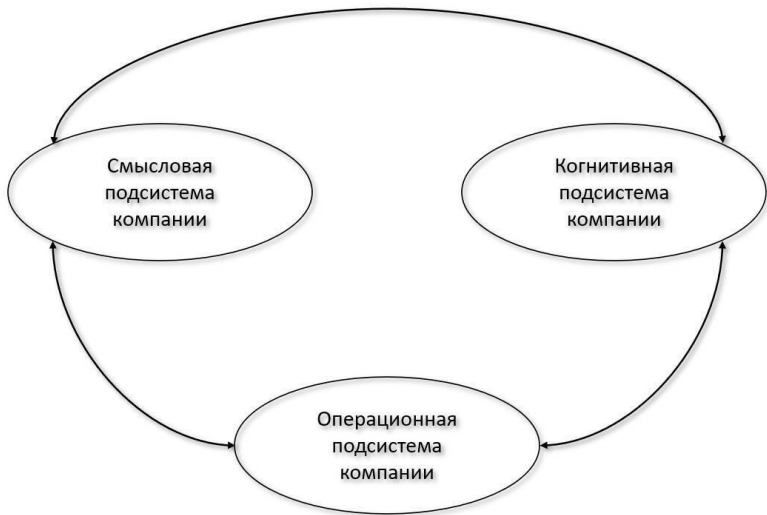 Смысловая
подсистема
компании
Когнитивная
подсистема
компании
Операционная
подсистема
компании